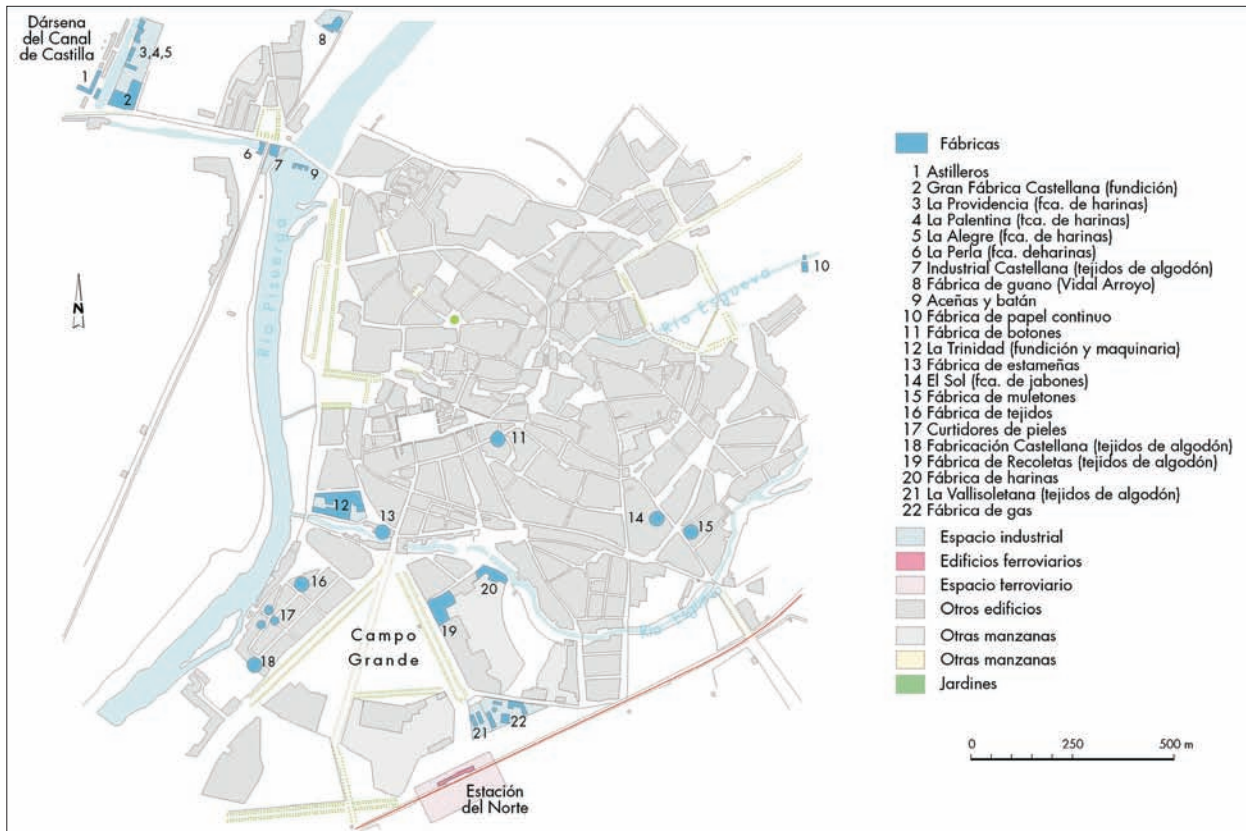 Dársena
del Canal
de Castilla
3,4,5
1
2
8
6
7
9
Río Pisuerga
N
10
Río Esgueva
11
12
13
14
15
16
17
18
19
20
Río Esgueva
Campo
Grande
21
22
Estación
del Norte
Fábricas
1 Astilleros
2 Gran Fábrica Castellana (fundición)
3 La Providencia (fca. de harinas)
4 La Palentina (fca. de harinas)
5 La Alegre (fca. de harinas)
6 La Perla (fca. deharinas)
7 Industrial Castellana (tejidos de algodón)
8 Fábrica de guano (Vidal Arroyo)
9 Aceñas y batán
10 Fábrica de papel continuo
11 Fábrica de botones
12 La Trinidad (fundición y maquinaria)
13 Fábrica de estameñas
14 El Sol (fca. de jabones)
15 Fábrica de muletones
16 Fábrica de tejidos
17 Curtidores de pieles
18 Fabricación Castellana (tejidos de algodón)
19 Fábrica de Recoletas (tejidos de algodón)
20 Fábrica de harinas
21 La Vallisoletana (tejidos de algodón)
22 Fábrica de gas
Espacio industrial
Edificios ferroviarios
Espacio ferroviario
Otros edificios
Otras manzanas
Otras manzanas
Jardines
0 250 500 m